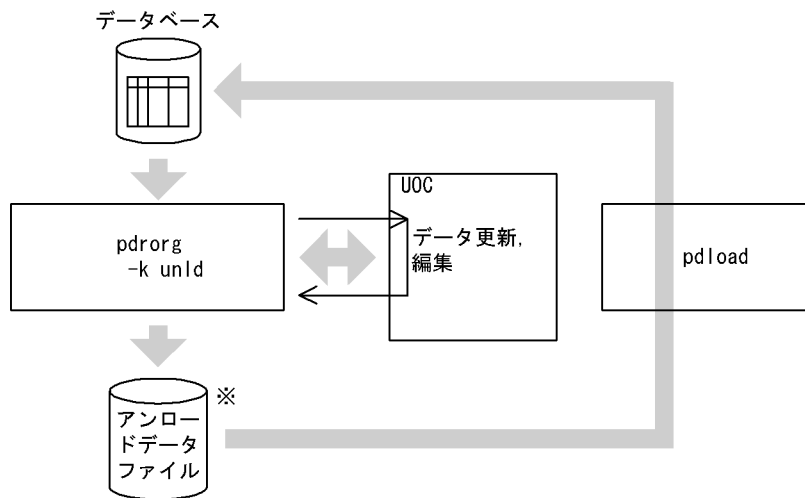 データベース
UOC
データ更新,
編集
pdrorg
-k unld
pdload
※
アンロー
ドデータ
ファイル